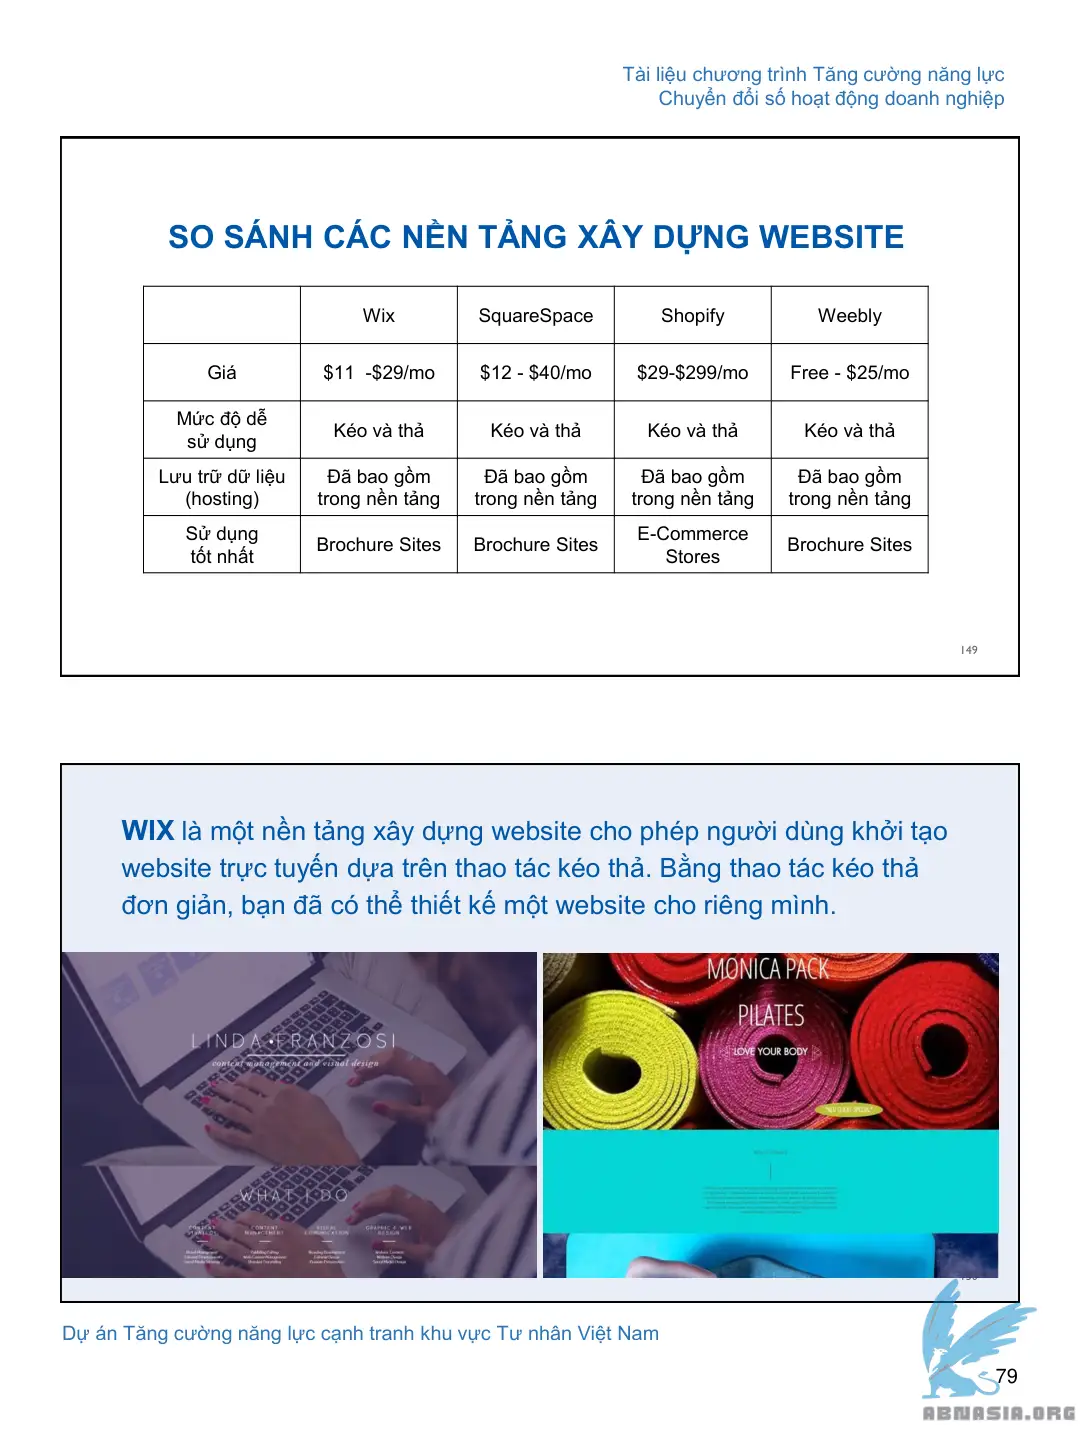 Tài liệu chương trình Tăng cường năng lực
Chuyển đổi số hoạt động doanh nghiệp
SO SÁNH CÁC NỀN TẢNG XÂY DỰNG WEBSITE
Wix SquareSpace Shopify Weebly
Giá $11 -$29/mo $12 - $40/mo $29-$299/mo Free - $25/mo
Mức độ dễ sử dụng Kéo và thả Kéo và thả Kéo và thả Kéo và thả
Lưu trữ dữ liệu (hosting) Đã bao gồm trong nền tảng Đã bao gồm trong nền tảng Đã bao gồm trong nền tảng Đã bao gồm trong nền tảng
Sử dụng tốt nhất Brochure Sites Brochure Sites E-Commerce Stores Brochure Sites
149
WIX là một nền tảng xây dựng website cho phép người dùng khởi tạo
website trực tuyến dựa trên thao tác kéo thả. Bằng thao tác kéo thả
đơn giản, bạn đã có thể thiết kế một website cho riêng mình.
LINDA•FRANZOSI
content management and visual design
WHAT I DO
CONTENT STRATEGY CONTENT MANAGEMENT VISUAL COMUNICATION GRAPHIC & WEB DESIGN
MONICA PACK
PILATES
LOVE YOUR BODY
Dự án Tăng cường năng lực cạnh tranh khu vực Tư nhân Việt Nam
79
ABNASIA.ORG